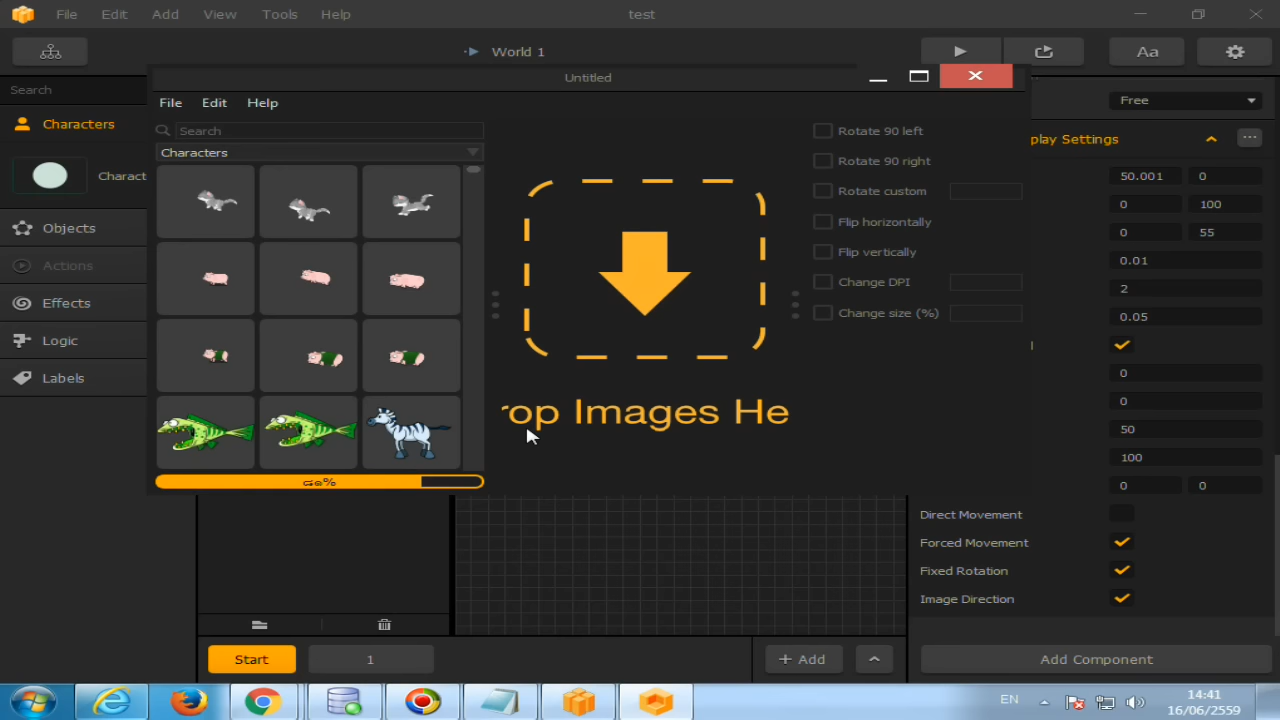 File Edit Add View Tools Help test
World 1 Aa
Untitled
Search
File Edit Help
Free
Characters
Search
Rotate 90 left
play Settings
Characters
Rotate 90 right
Charact
50.001 0
Rotate custom
0 100
Objects
Flip horizontally
0 55
Flip vertically
Actions
0.01
Change DPI
2
Effects
Change size (%)
0.05
Logic
0
Labels
0
rop Images He
50
100
๘๑%
0 0
Direct Movement
Forced Movement
Fixed Rotation
Image Direction
Start 1 + Add Add Component
EN 14:41
16/06/2559